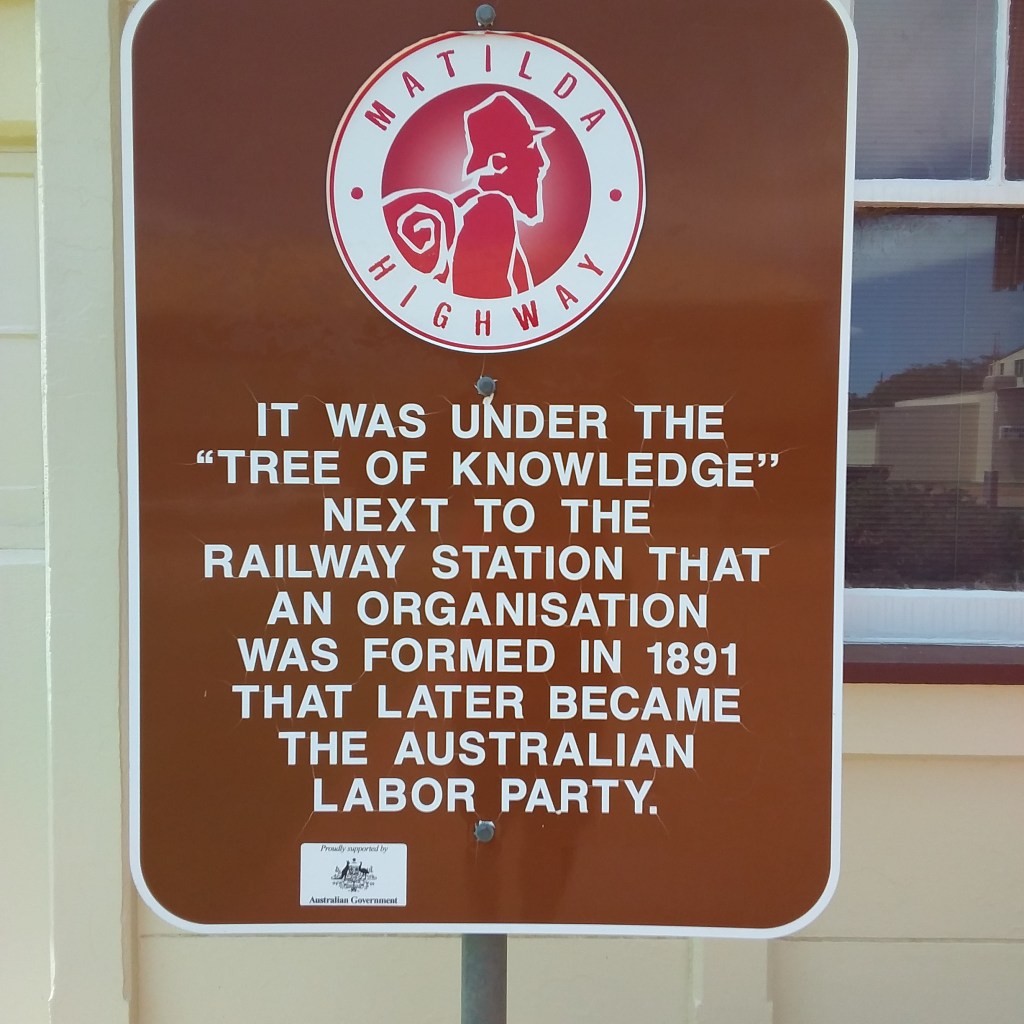 MATILDA
HIGHWAY
IT WAS UNDER THE
“TREE OF KNOWLEDGE’’
NEXT TO THE
RAILWAY STATION THAT
AN ORGANISATION
WAS FORMED IN 1891
THAT LATER BECAME
THE AUSTRALIAN
LABOR PARTY.
Proudly supported by
Australian Government